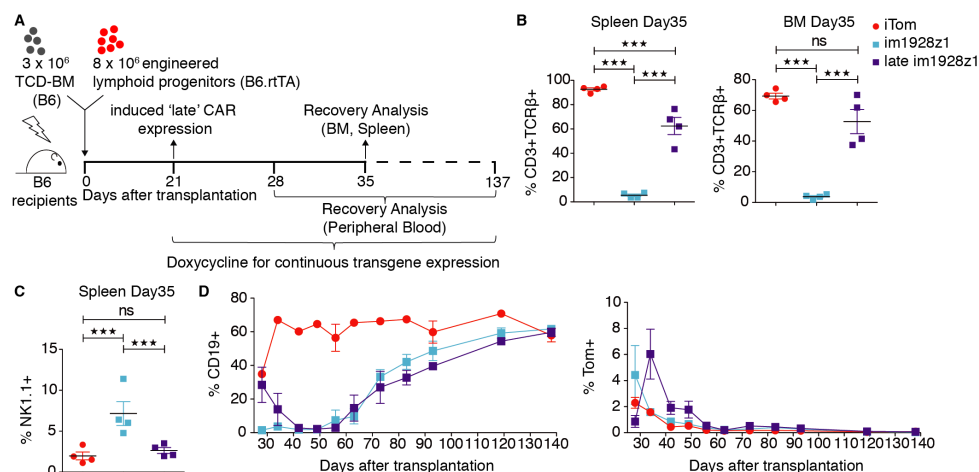 A
3 x 10⁶
TCD-BM
(B6)
8 x 10⁶ engineered
lymphoid progenitors (B6.rtTA)
induced 'late' CAR
expression
Recovery Analysis
(BM, Spleen)
B6
recipients
0
21
28
35
137
Days after transplantation
Recovery Analysis
(Peripheral Blood)
Doxycycline for continuous transgene expression
B
Spleen Day35
★★★
★★★
★★★
% CD3+TCRβ+
100
80
60
40
20
0
BM Day35
ns
★★★
★★★
% CD3+TCRβ+
80
60
40
20
0
iTom
im1928z1
late im1928z1
C
Spleen Day35
ns
★★★
★★★
% NK1.1+
15
10
5
0
D
% CD19+
80
60
40
20
0
30 40 50 60 70 80 90 100 110 120 130 140
Days after transplantation
% Tom+
10
8
6
4
2
0
30 40 50 60 70 80 90 100 110 120 130 140
Days after transplantation